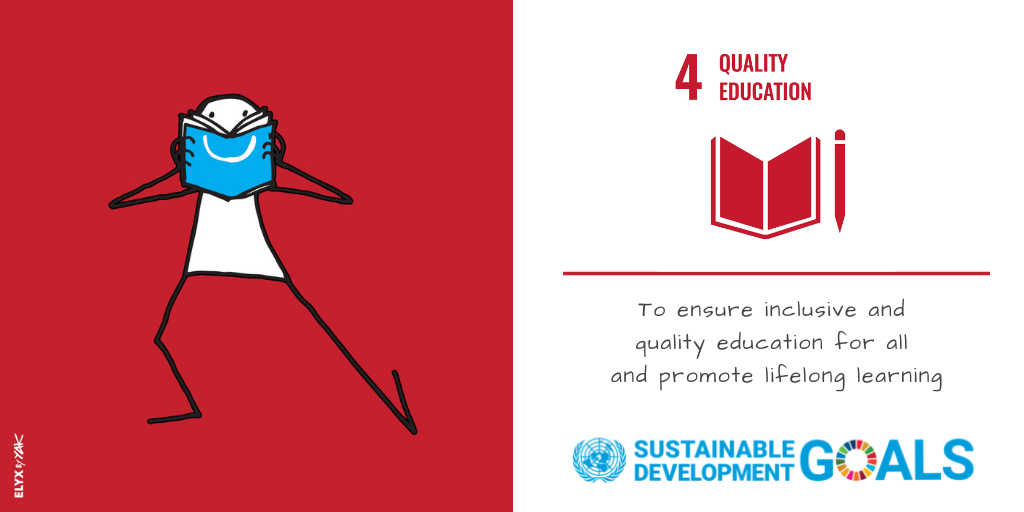 ELYX by YAK
4 QUALITY
EDUCATION
To ensure inclusive and
quality education for all
and promote lifelong learning
SUSTAINABLE
DEVELOPMENT GOALS